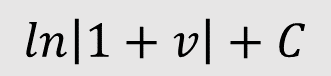 ln|1 + v| + C